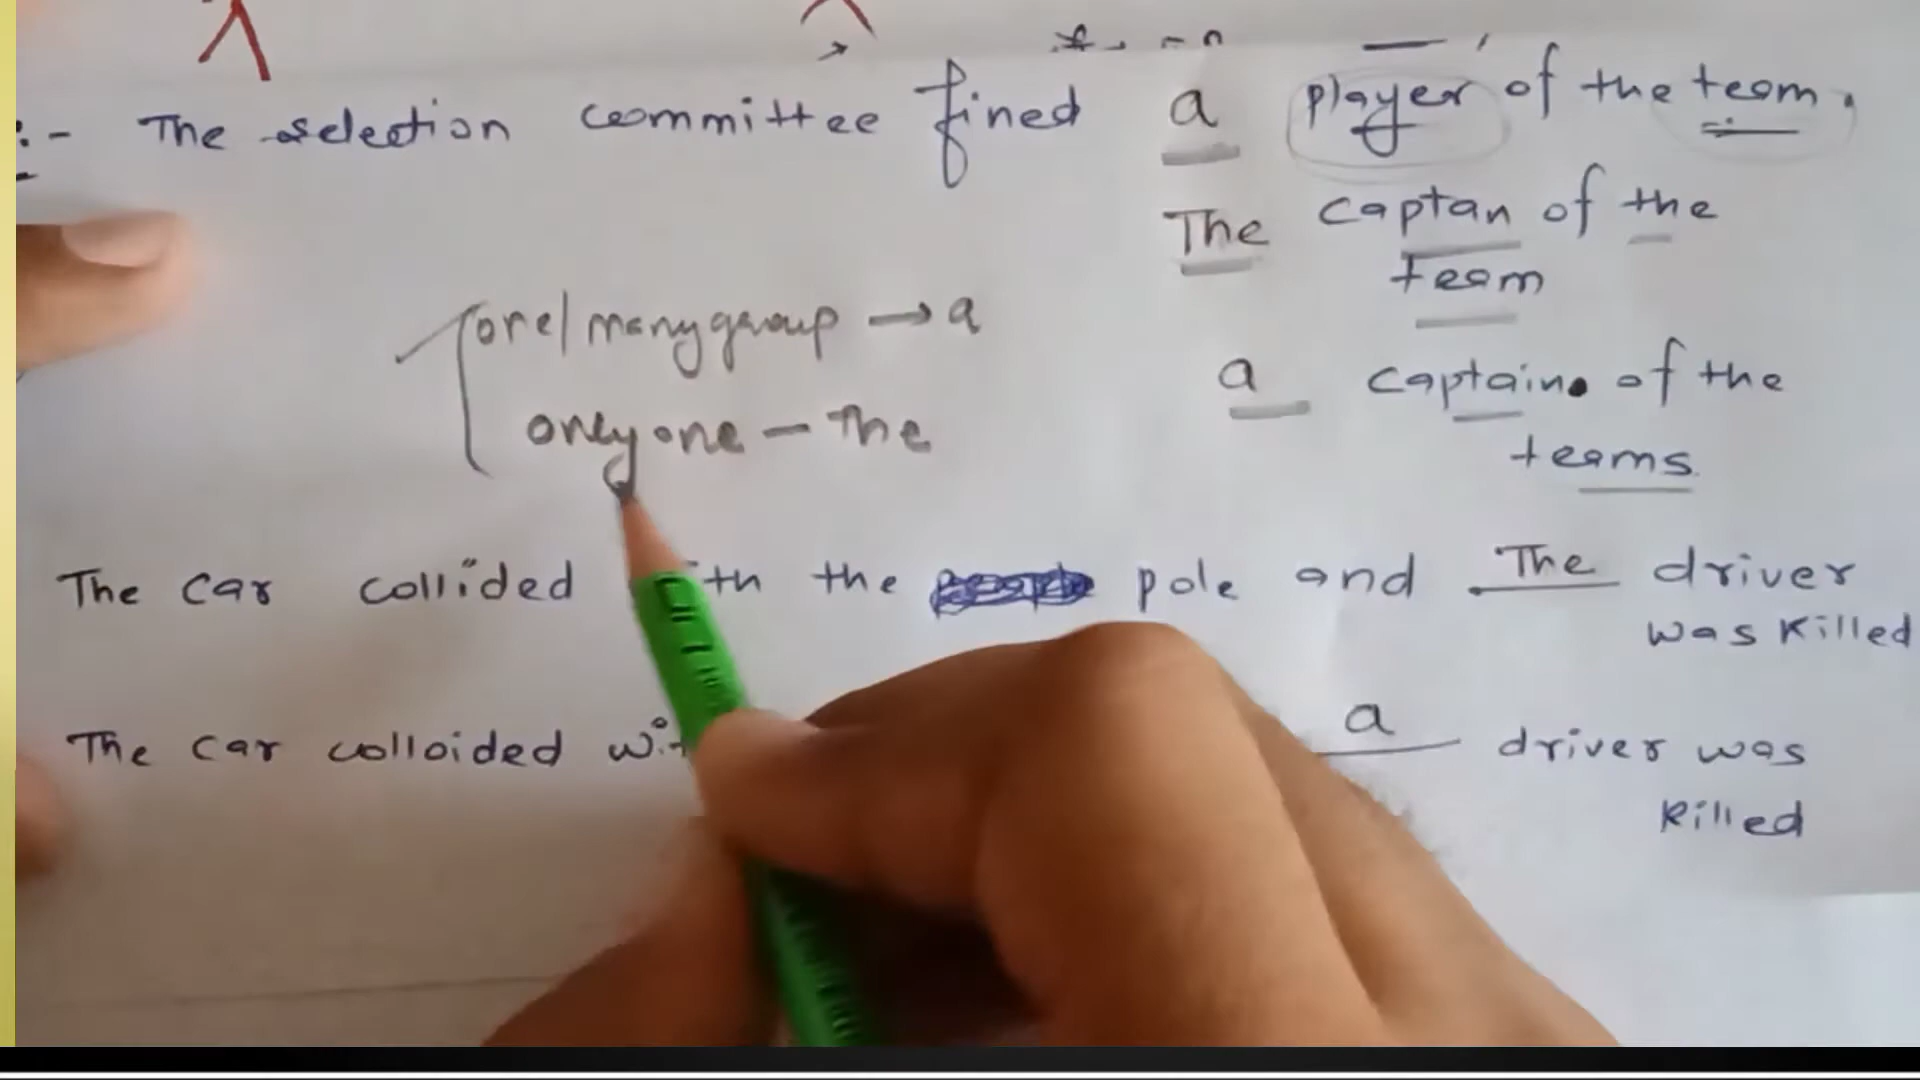 :- The selection committee fined a player of the team.
The captan of the
team
one/many group → a
a captain of the
only one - The
teams
The car collided with the pole and The driver
was killed
The car colloided wit a driver was
killed